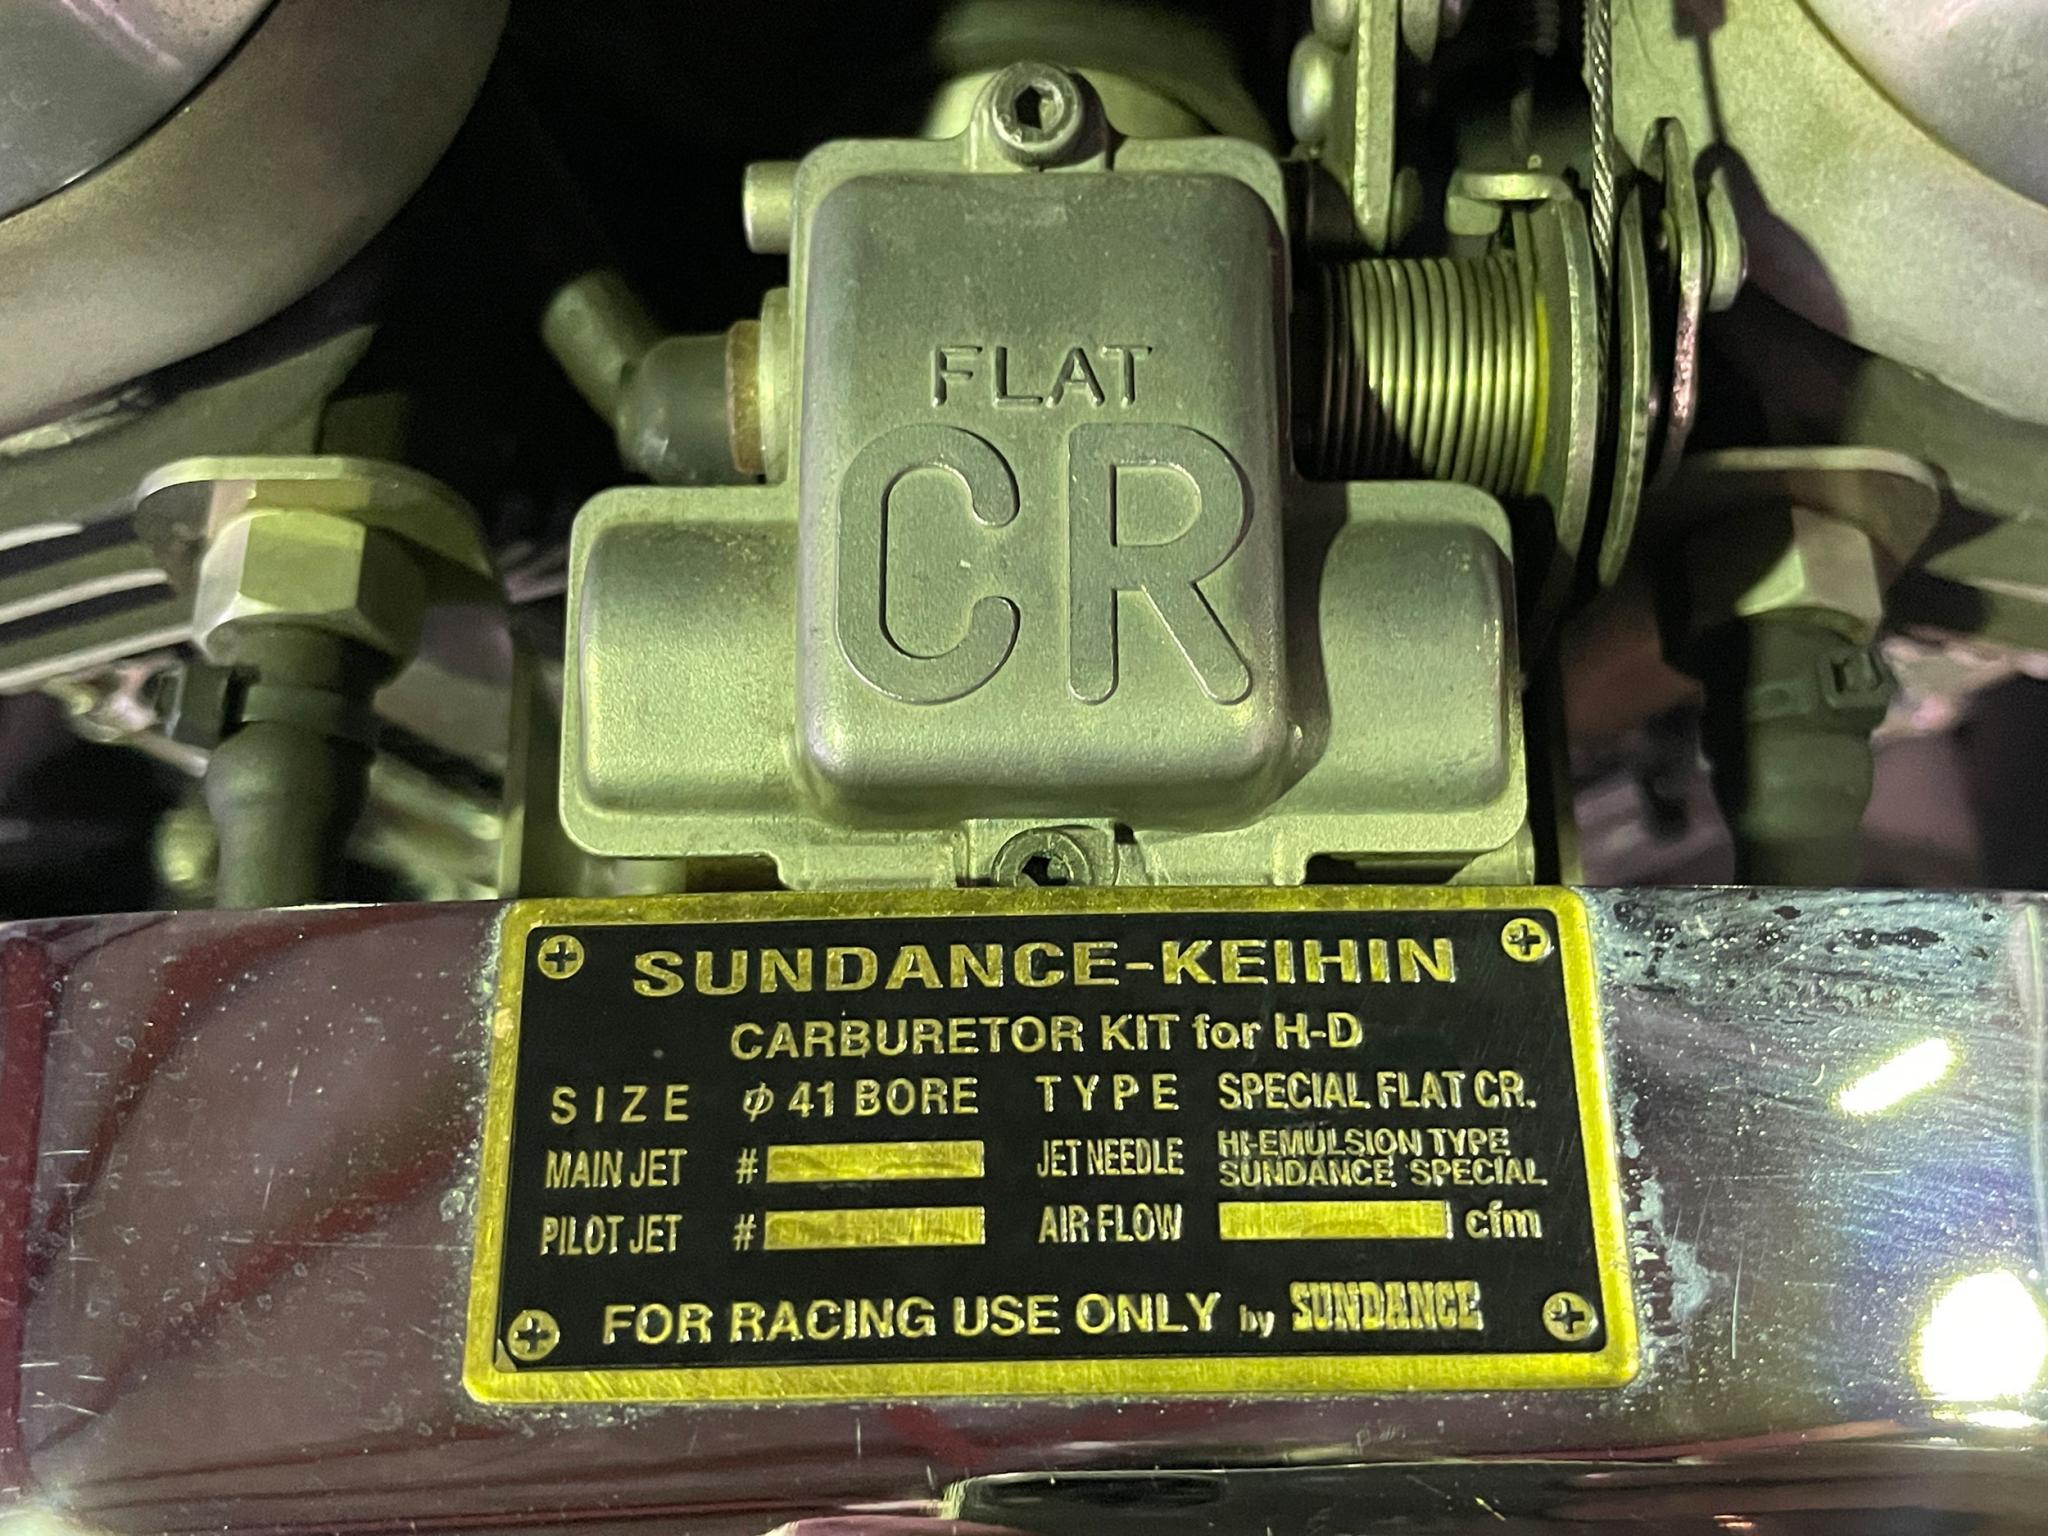 FLAT
CR
SUNDANCE-KEIHIN
CARBURETOR KIT for H-D
SIZE φ 41 BORE TYPE SPECIAL FLAT CR.
MAIN JET # JET NEEDLE HI-EMULSION TYPE
SUNDANCE SPECIAL
PILOT JET # AIR FLOW cfm
FOR RACING USE ONLY by SUNDANCE